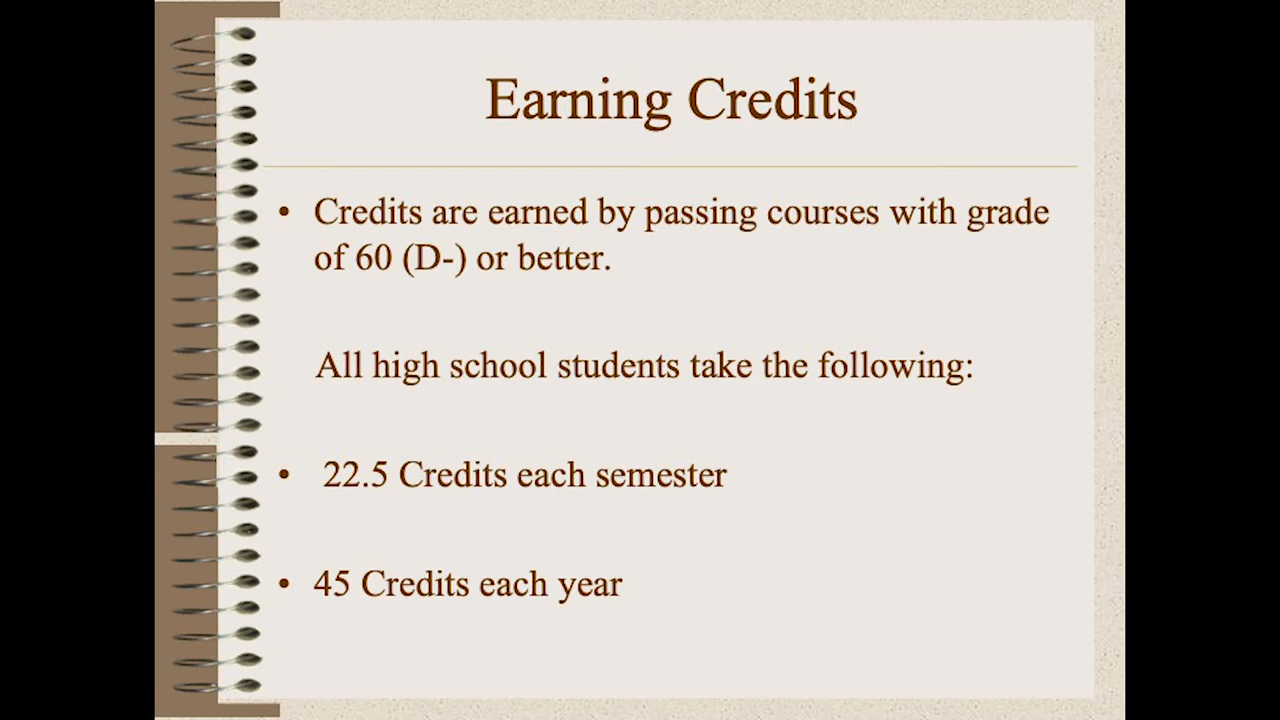 Earning Credits
• Credits are earned by passing courses with grade
of 60 (D-) or better.
All high school students take the following:
• 22.5 Credits each semester
• 45 Credits each year